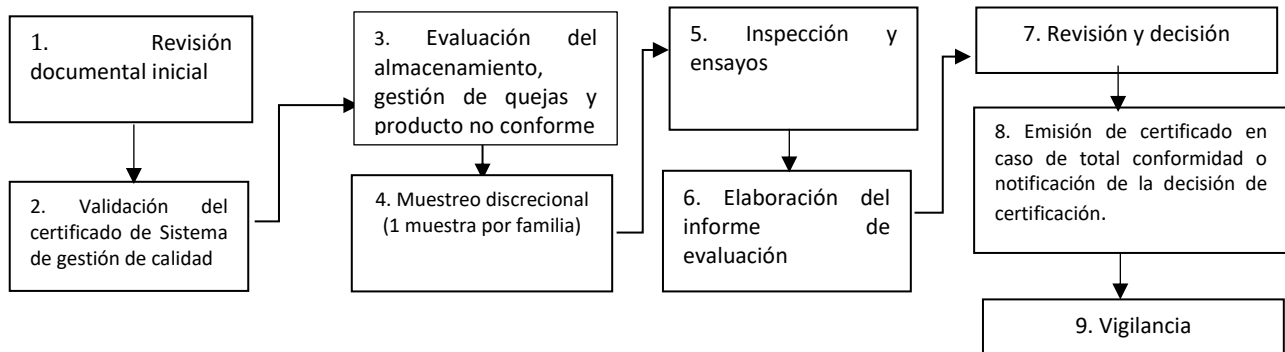 1. Revisión
documental inicial
2. Validación del
certificado de Sistema
de gestión de calidad
3. Evaluación del
almacenamiento,
gestión de quejas y
producto no conforme
4. Muestreo discrecional
(1 muestra por familia)
5. Inspección y
ensayos
6. Elaboración del
informe de
evaluación
7. Revisión y decisión
8. Emisión de certificado en
caso de total conformidad o
notificación de la decisión de
certificación.
9. Vigilancia